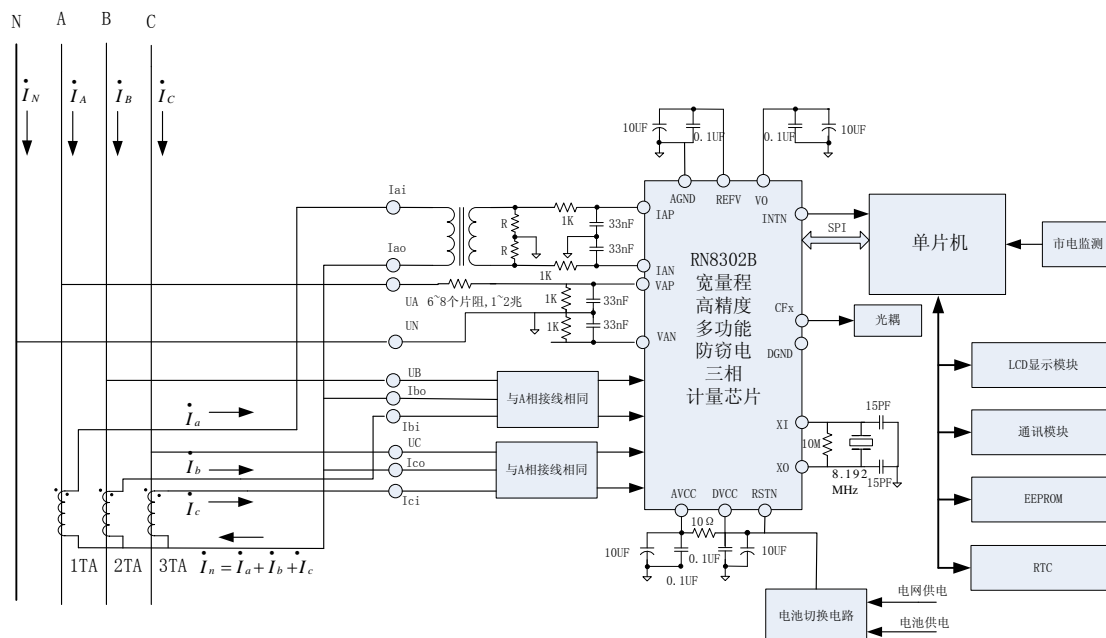 N
A
B
C
İN
İA
İB
İC
10UF
0.1UF
0.1UF
10UF
AGND
REFV
VO
Iai
IAP
INTN
1K
33nF
R
R
33nF
SPI
单片机
市电监测
Iao
IAN
1K
VAP
UA
6~8个片阻,1~2兆
1K
33nF
1K
33nF
UN
VAN
RN8302B
宽量程
高精度
多功能
防窃电
三相
计量芯片
CFx
光耦
DGND
LCD显示模块
UB
Ibo
Ibi
与A相接线相同
İa
UC
Ico
Ici
与A相接线相同
İb
İc
XI
15PF
10M
XO
8.192
MHz
15PF
通讯模块
EEPROM
AVCC
DVCC
RSTN
10Ω
10UF
0.1UF
0.1UF
10UF
1TA
2TA
3TA
İn=İa+İb+İc
RTC
电池切换电路
电网供电
电池供电